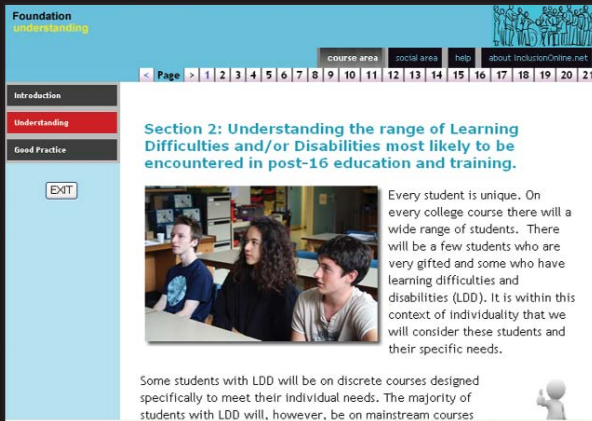 Foundation
understanding
course area social area help about InclusionOnline.net
< Page > 1 2 3 4 5 6 7 8 9 10 11 12 13 14 15 16 17 18 19 20 21
Introduction
Understanding
Good Practice
EXIT
Section 2: Understanding the range of Learning
Difficulties and/or Disabilities most likely to be
encountered in post-16 education and training.
Every student is unique. On
every college course there will a
wide range of students. There
will be a few students who are
very gifted and some who have
learning difficulties and
disabilities (LDD). It is within this
context of individuality that we
will consider these students and
their specific needs.
Some students with LDD will be on discrete courses designed
specifically to meet their individual needs. The majority of
students with LDD will, however, be on mainstream courses